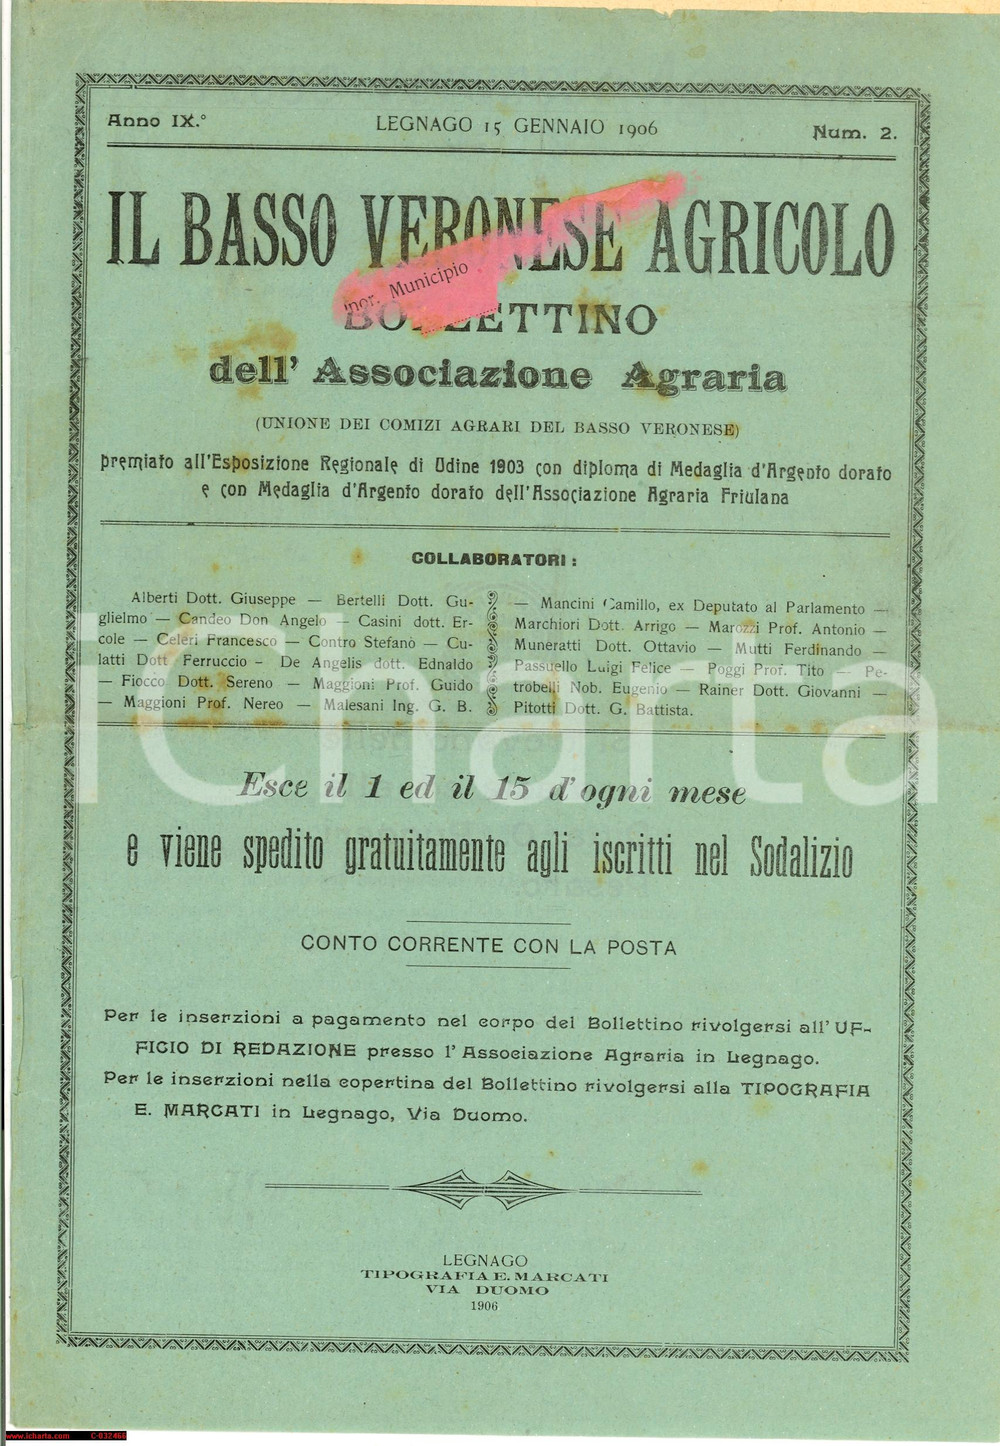 Anno IX.°
LEGNAGO 15 GENNAIO 1906
Num. 2.
IL BASSO VERONESE AGRICOLO
onor. Municipio
BOLLETTINO
dell' Associazione Agraria
(UNIONE DEI COMIZI AGRARI DEL BASSO VERONESE)
premiato all'Esposizione Regionale di Udine 1903 con diploma di Medaglia d'Argento dorato
e con Medaglia d'Argento dorato dell'Associazione Agraria Friulana
COLLABORATORI:
Alberti Dott. Giuseppe — Bertelli Dott. Gu-
glielmo — Candeo Don Angelo — Casini dott. Er-
cole — Celeri Francesco — Contro Stefano — Cu-
latti Dott Ferruccio - De Angelis dott. Ednaldo
— Fiocco Dott. Sereno — Maggioni Prof. Guido
— Maggioni Prof. Nereo — Malesani Ing. G. B.
— Mancini Camillo, ex Deputato al Parlamento —
Marchiori Dott. Arrigo — Marozzi Prof. Antonio —
Muneratti Dott. Ottavio — Mutti Ferdinando —
Passuello Luigi Felice — Poggi Prof. Tito — Pe-
trobelli Nob. Eugenio — Rainer Dott. Giovanni —
Pitotti Dott. G. Battista.
iCharta
Esce il 1 ed il 15 d'ogni mese
e viene spedito gratuitamente agli iscritti nel Sodalizio
CONTO CORRENTE CON LA POSTA
Per le inserzioni a pagamento nel corpo del Bollettino rivolgersi all'UF-
FICIO DI REDAZIONE presso l'Associazione Agraria in Legnago.
Per le inserzioni nella copertina del Bollettino rivolgersi alla TIPOGRAFIA
E. MARCATI in Legnago, Via Duomo.
LEGNAGO
TIPOGRAFIA E. MARCATI
VIA DUOMO
1906
www.icharta.com C-032466